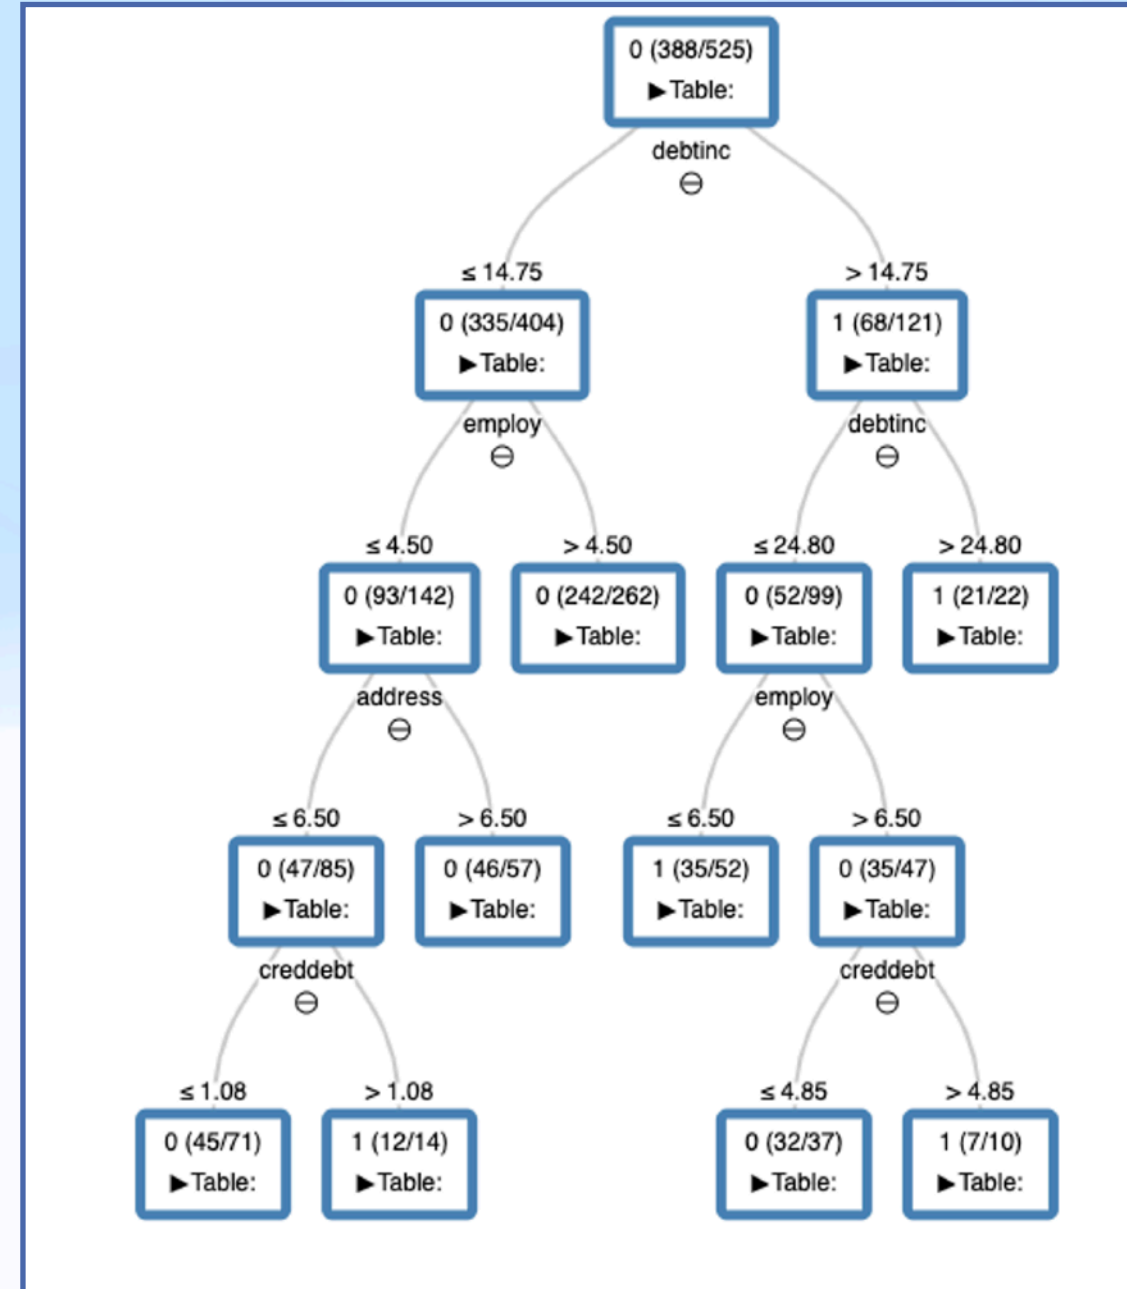 0 (388/525)
▶Table:
debtinc
≤ 14.75
> 14.75
0 (335/404)
▶Table:
1 (68/121)
▶Table:
employ
debtinc
≤ 4.50
> 4.50
≤ 24.80
> 24.80
0 (93/142)
▶Table:
0 (242/262)
▶Table:
0 (52/99)
▶Table:
1 (21/22)
▶Table:
address
employ
≤ 6.50
> 6.50
≤ 6.50
> 6.50
0 (47/85)
▶Table:
0 (46/57)
▶Table:
1 (35/52)
▶Table:
0 (35/47)
▶Table:
creddebt
creddebt
≤ 1.08
> 1.08
≤ 4.85
> 4.85
0 (45/71)
▶Table:
1 (12/14)
▶Table:
0 (32/37)
▶Table:
1 (7/10)
▶Table: